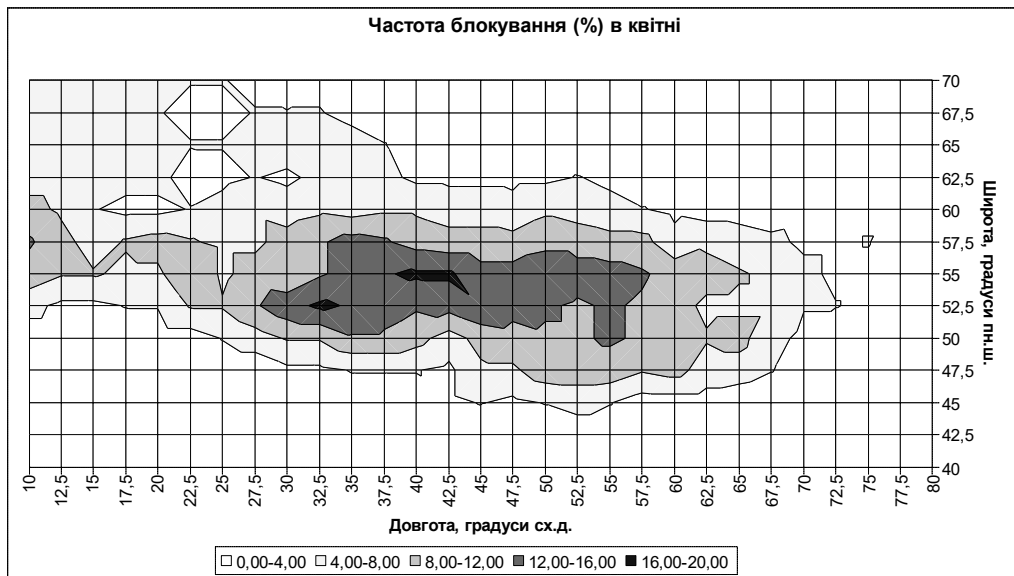 Частота блокування (%) в квітні
70
67,5
65
62,5
60
57,5
55
52,5
50
47,5
45
42,5
40
Широта, градуси пн.ш.
10 12,5 15 17,5 20 22,5 25 27,5 30 32,5 35 37,5 40 42,5 45 47,5 50 52,5 55 57,5 60 62,5 65 67,5 70 72,5 75 77,5 80
Довгота, градуси сх.д.
0,00-4,00 4,00-8,00 8,00-12,00 12,00-16,00 16,00-20,00